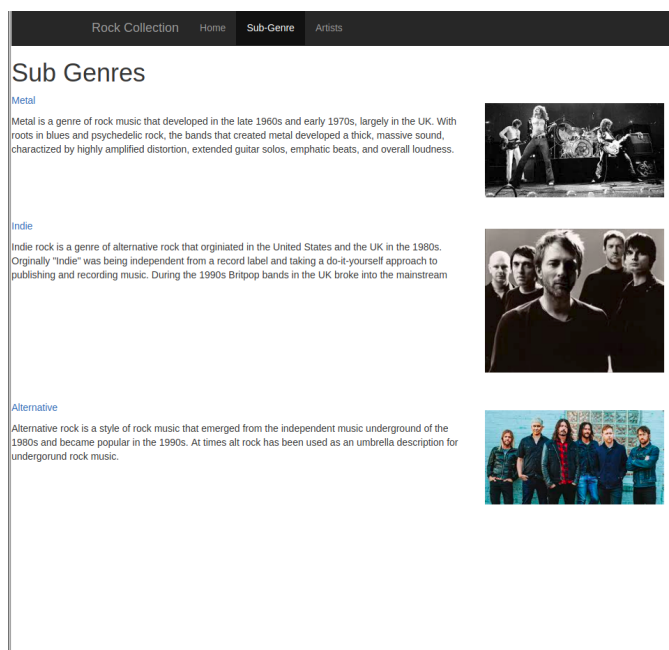 Rock Collection Home Sub-Genre Artists
Sub Genres
Metal
Metal is a genre of rock music that developed in the late 1960s and early 1970s, largely in the UK. With
roots in blues and psychedelic rock, the bands that created metal developed a thick, massive sound,
charactized by highly amplified distortion, extended guitar solos, emphatic beats, and overall loudness.
Indie
Indie rock is a genre of alternative rock that orginiated in the United States and the UK in the 1980s.
Orginally "Indie" was being independent from a record label and taking a do-it-yourself approach to
publishing and recording music. During the 1990s Britpop bands in the UK broke into the mainstream
Alternative
Alternative rock is a style of rock music that emerged from the independent music underground of the
1980s and became popular in the 1990s. At times alt rock has been used as an umbrella description for
undergorund rock music.